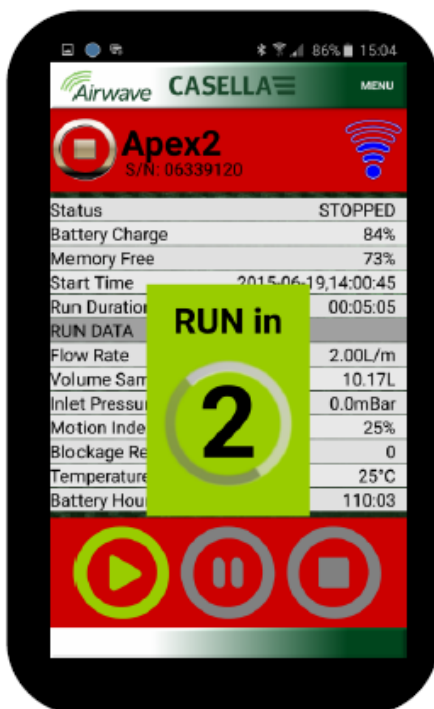 86% 15:04
Airwave CASELLA MENU
Apex2
S/N: 06339120
Status STOPPED
Battery Charge 84%
Memory Free 73%
Start Time 2015-06-19,14:00:45
Run Duration 00:05:05
RUN DATA
Flow Rate 2.00L/m
Volume Sam 10.17L
Inlet Pressu 0.0mBar
Motion Inde 25%
Blockage Re 0
Temperature 25°C
Battery Hou 110:03
RUN in
2